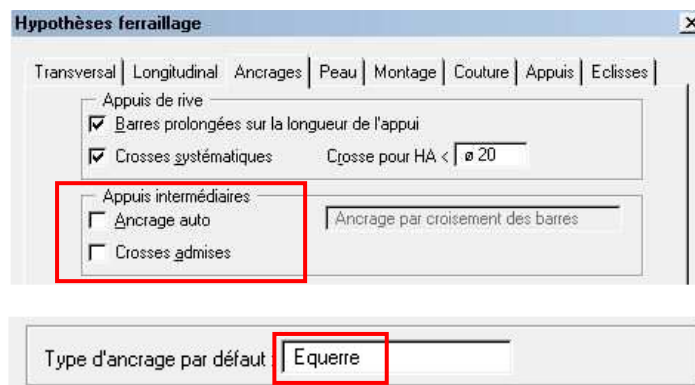 Hypothèses ferraillage
Transversal Longitudinal Ancrages Peau Montage Couture Appuis Eclisses
Appuis de rive
Barres prolongées sur la longueur de l'appui
Crosses systématiques Crosse pour HA < ø 20
Appuis intermédiaires
Ancrage auto Ancrage par croisement des barres
Crosses admises
Type d'ancrage par défaut : Equerre